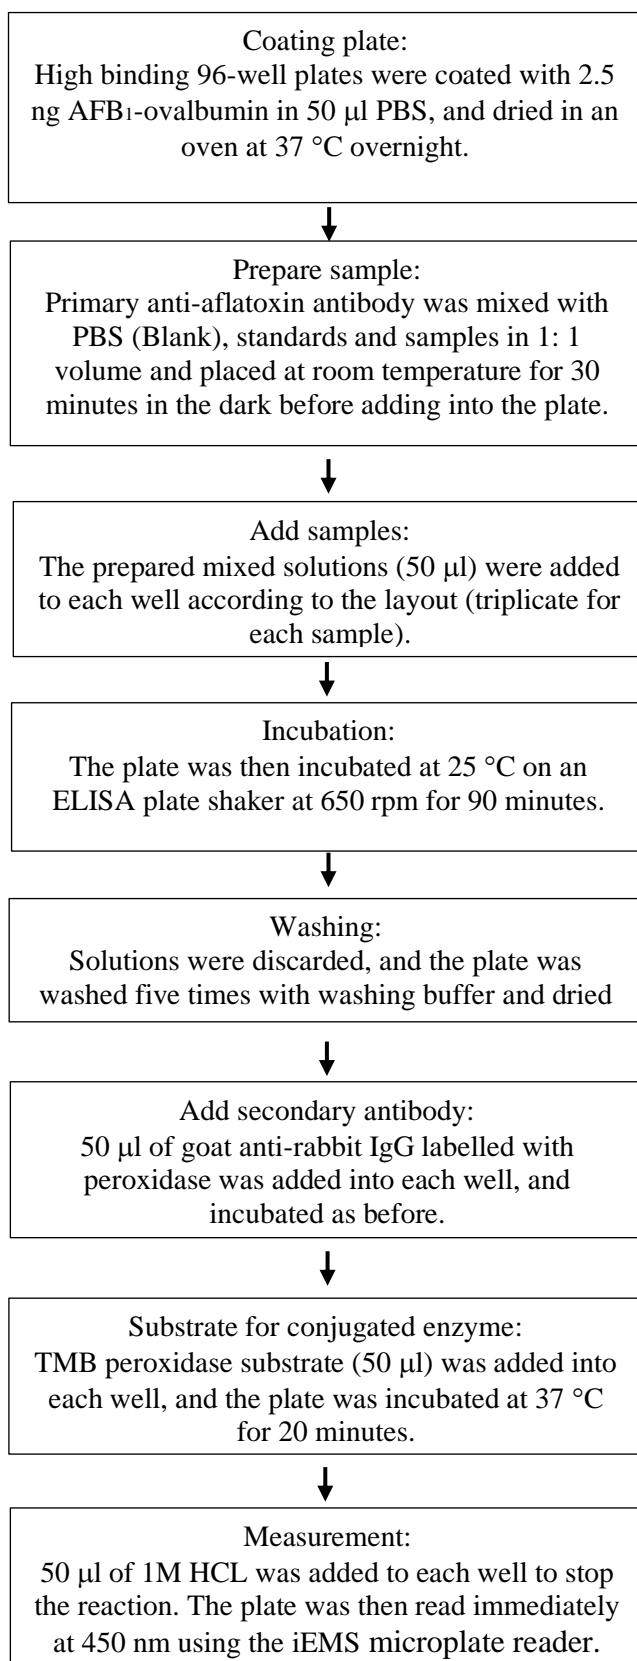 Coating plate:
High binding 96-well plates were coated with 2.5
ng AFB₁-ovalbumin in 50 µl PBS, and dried in an
oven at 37 °C overnight.
Prepare sample:
Primary anti-aflatoxin antibody was mixed with
PBS (Blank), standards and samples in 1: 1
volume and placed at room temperature for 30
minutes in the dark before adding into the plate.
Add samples:
The prepared mixed solutions (50 µl) were added
to each well according to the layout (triplicate for
each sample).
Incubation:
The plate was then incubated at 25 °C on an
ELISA plate shaker at 650 rpm for 90 minutes.
Washing:
Solutions were discarded, and the plate was
washed five times with washing buffer and dried
Add secondary antibody:
50 µl of goat anti-rabbit IgG labelled with
peroxidase was added into each well, and
incubated as before.
Substrate for conjugated enzyme:
TMB peroxidase substrate (50 µl) was added into
each well, and the plate was incubated at 37 °C
for 20 minutes.
Measurement:
50 µl of 1M HCL was added to each well to stop
the reaction. The plate was then read immediately
at 450 nm using the iEMS microplate reader.